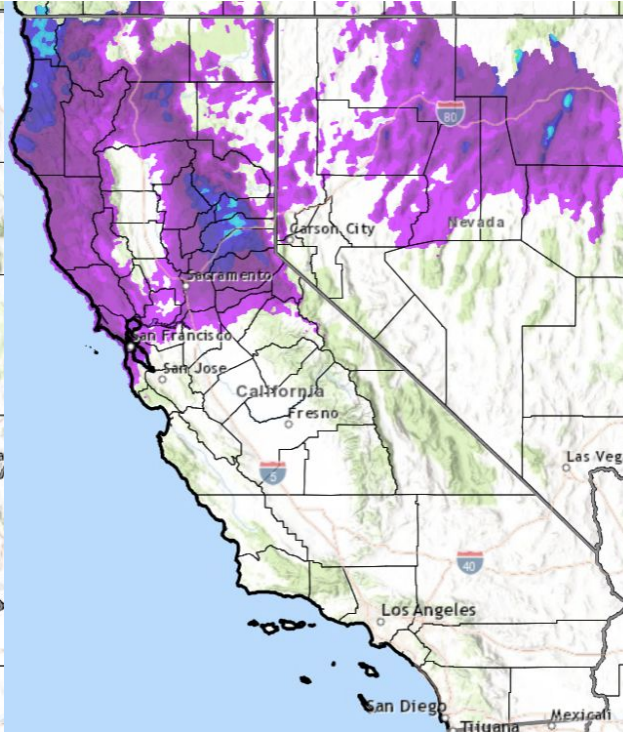 80
Nevada
Carson City
Sacramento
San Francisco
San Jose
California
Fresno
5
Las Veg
40
Los Angeles
San Diego
Tijuana
Mexicali